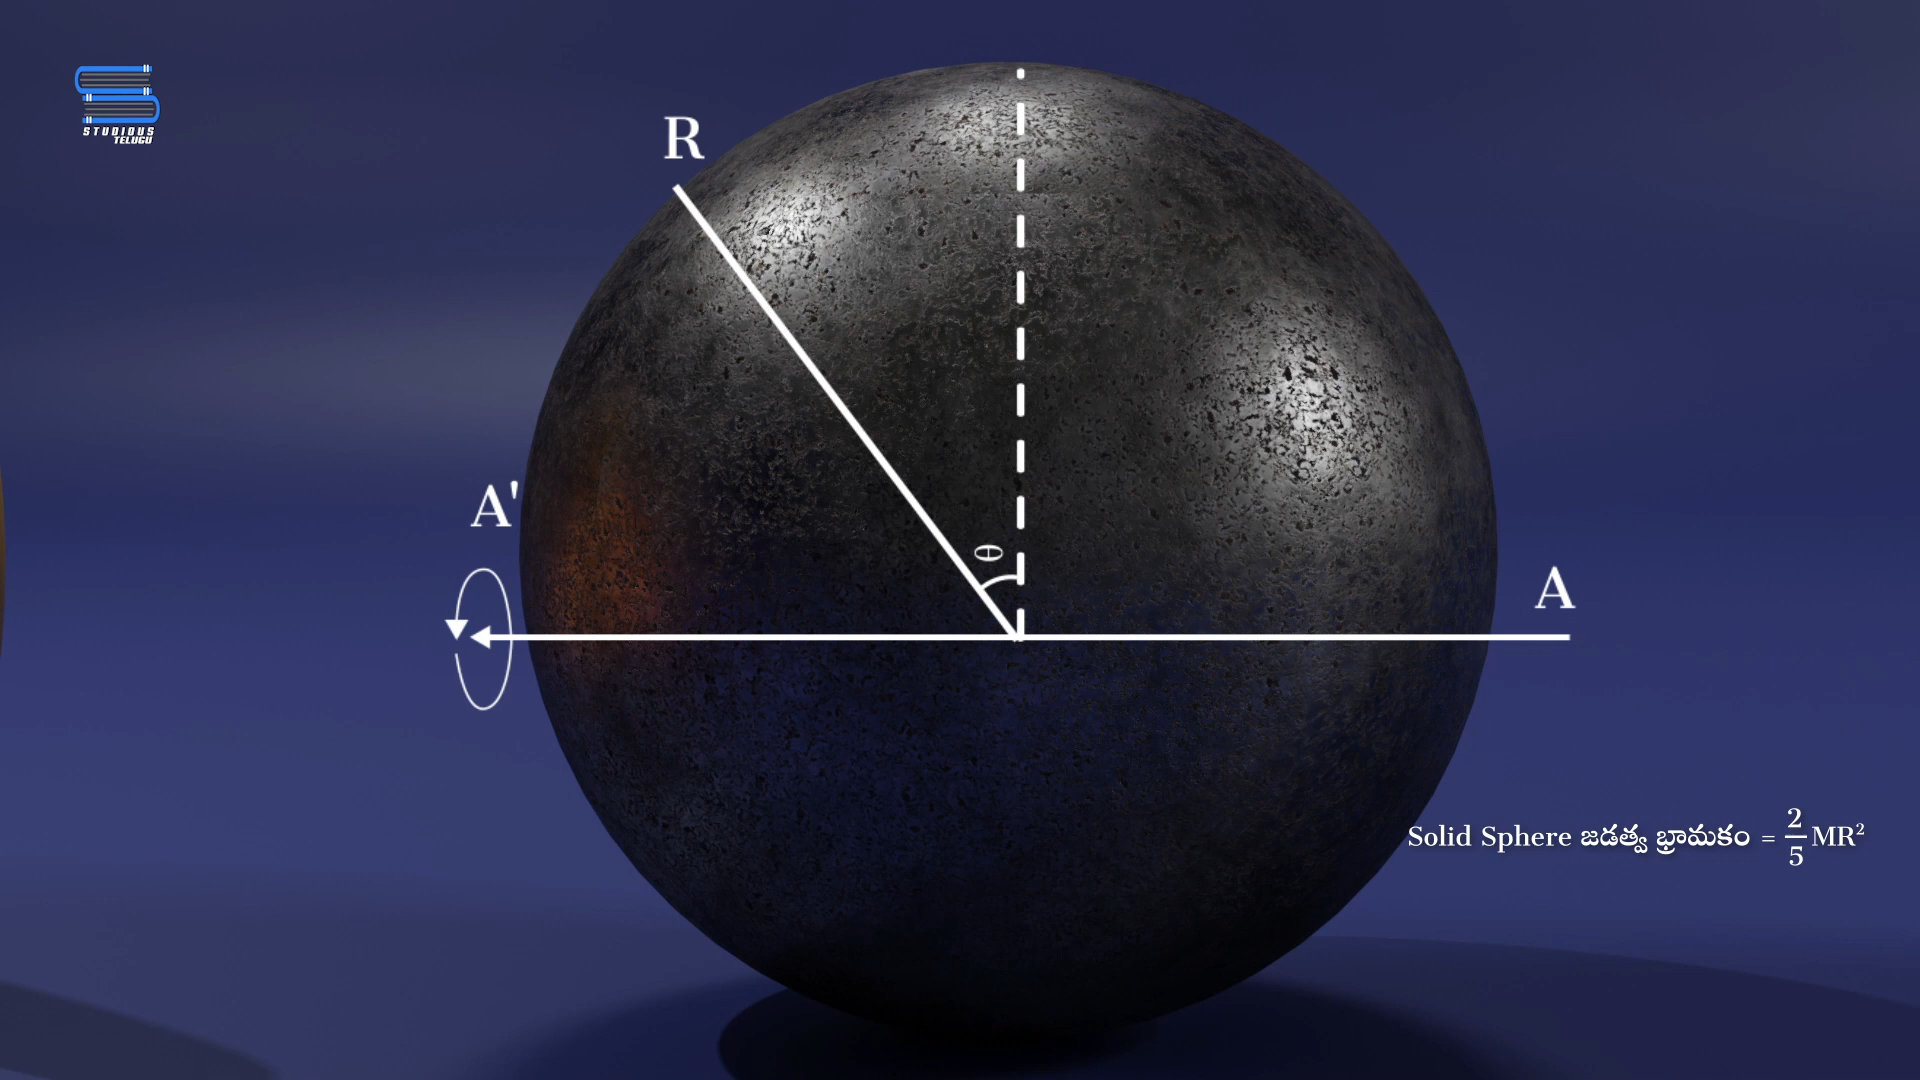 STUDIOUS
TELUGU
R
A'
θ
A
Solid Sphere జడత్వ భ్రామకం = 2/5 MR²